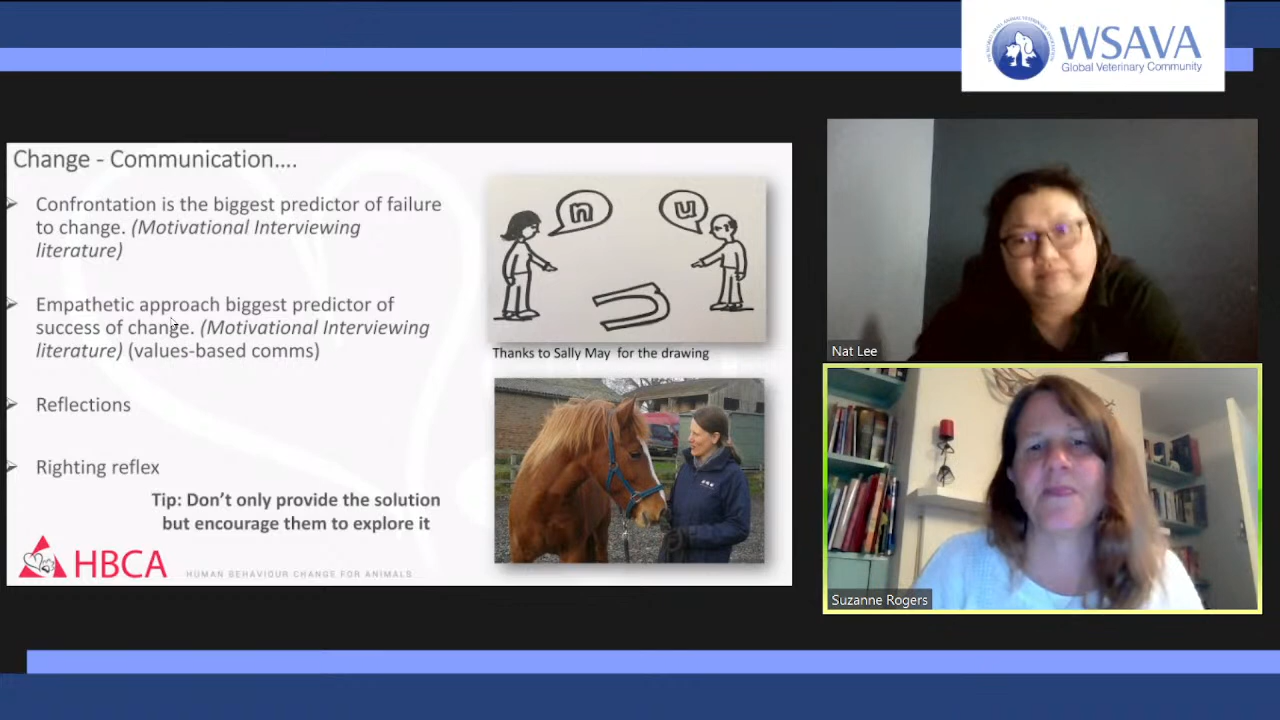 WSAVA
Global Veterinary Community
Change - Communication....
Confrontation is the biggest predictor of failure
to change. (Motivational Interviewing
literature)
Empathetic approach biggest predictor of
success of change. (Motivational Interviewing
literature) (values-based comms)
Reflections
Righting reflex
Tip: Don't only provide the solution
but encourage them to explore it
n
u
Thanks to Sally May for the drawing
HBCA
HUMAN BEHAVIOUR CHANGE FOR ANIMALS
Nat Lee
Suzanne Rogers